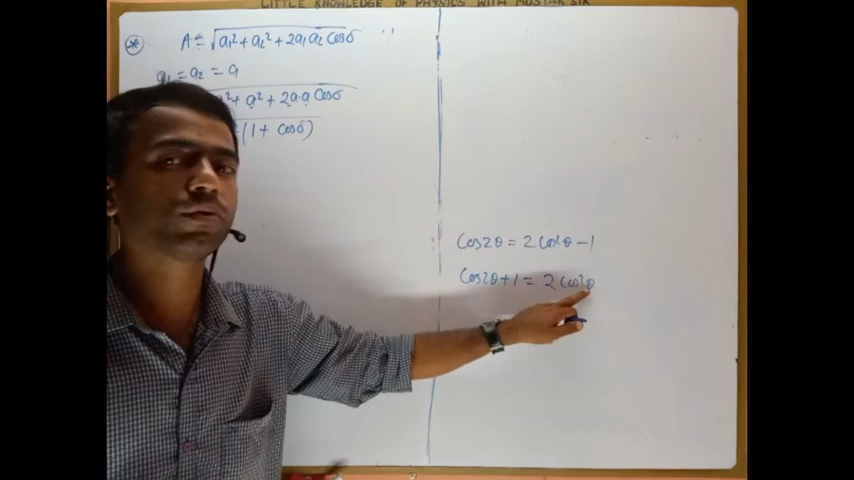 LITTLE KNOWLEDGE OF PHYSICS WITH MUSTAK SIR
A = √a₁² + a₂² + 2a₁a₂ Cosδ
a₁ = a₂ = a
² + a² + 2a·a Cosδ
(1 + Cosδ)
Cos2θ = 2Cos²θ - 1
Cos2θ + 1 = 2Cos²θ